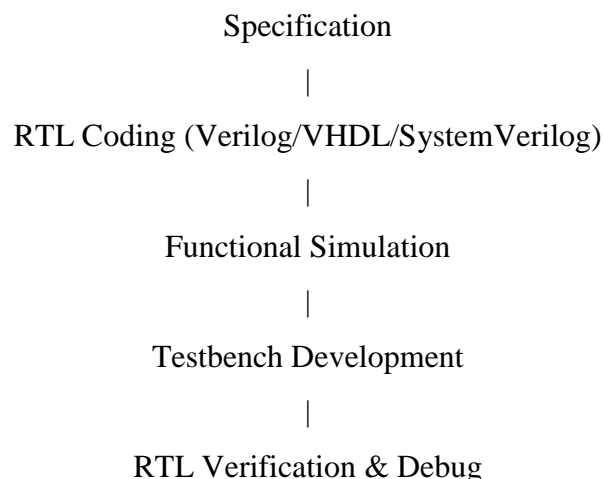 Specification
|
RTL Coding (Verilog/VHDL/SystemVerilog)
|
Functional Simulation
|
Testbench Development
|
RTL Verification & Debug